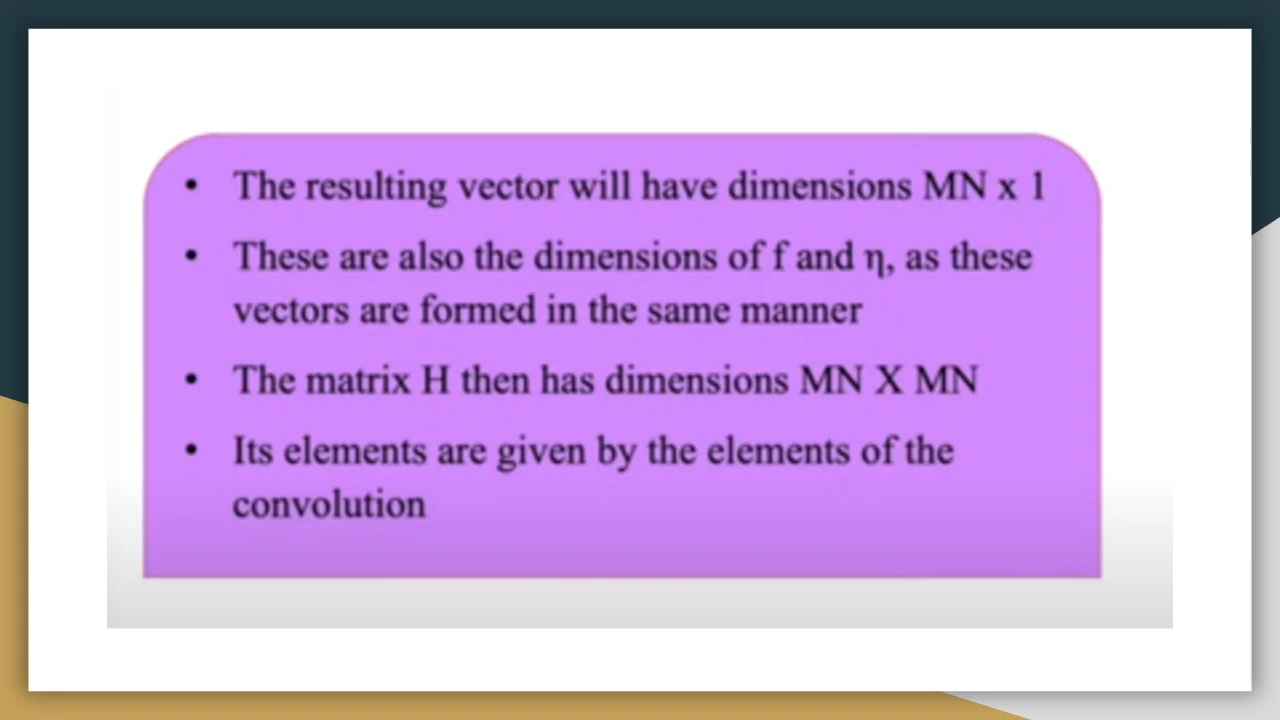 • The resulting vector will have dimensions MN x 1
• These are also the dimensions of f and η, as these
vectors are formed in the same manner
• The matrix H then has dimensions MN X MN
• Its elements are given by the elements of the
convolution